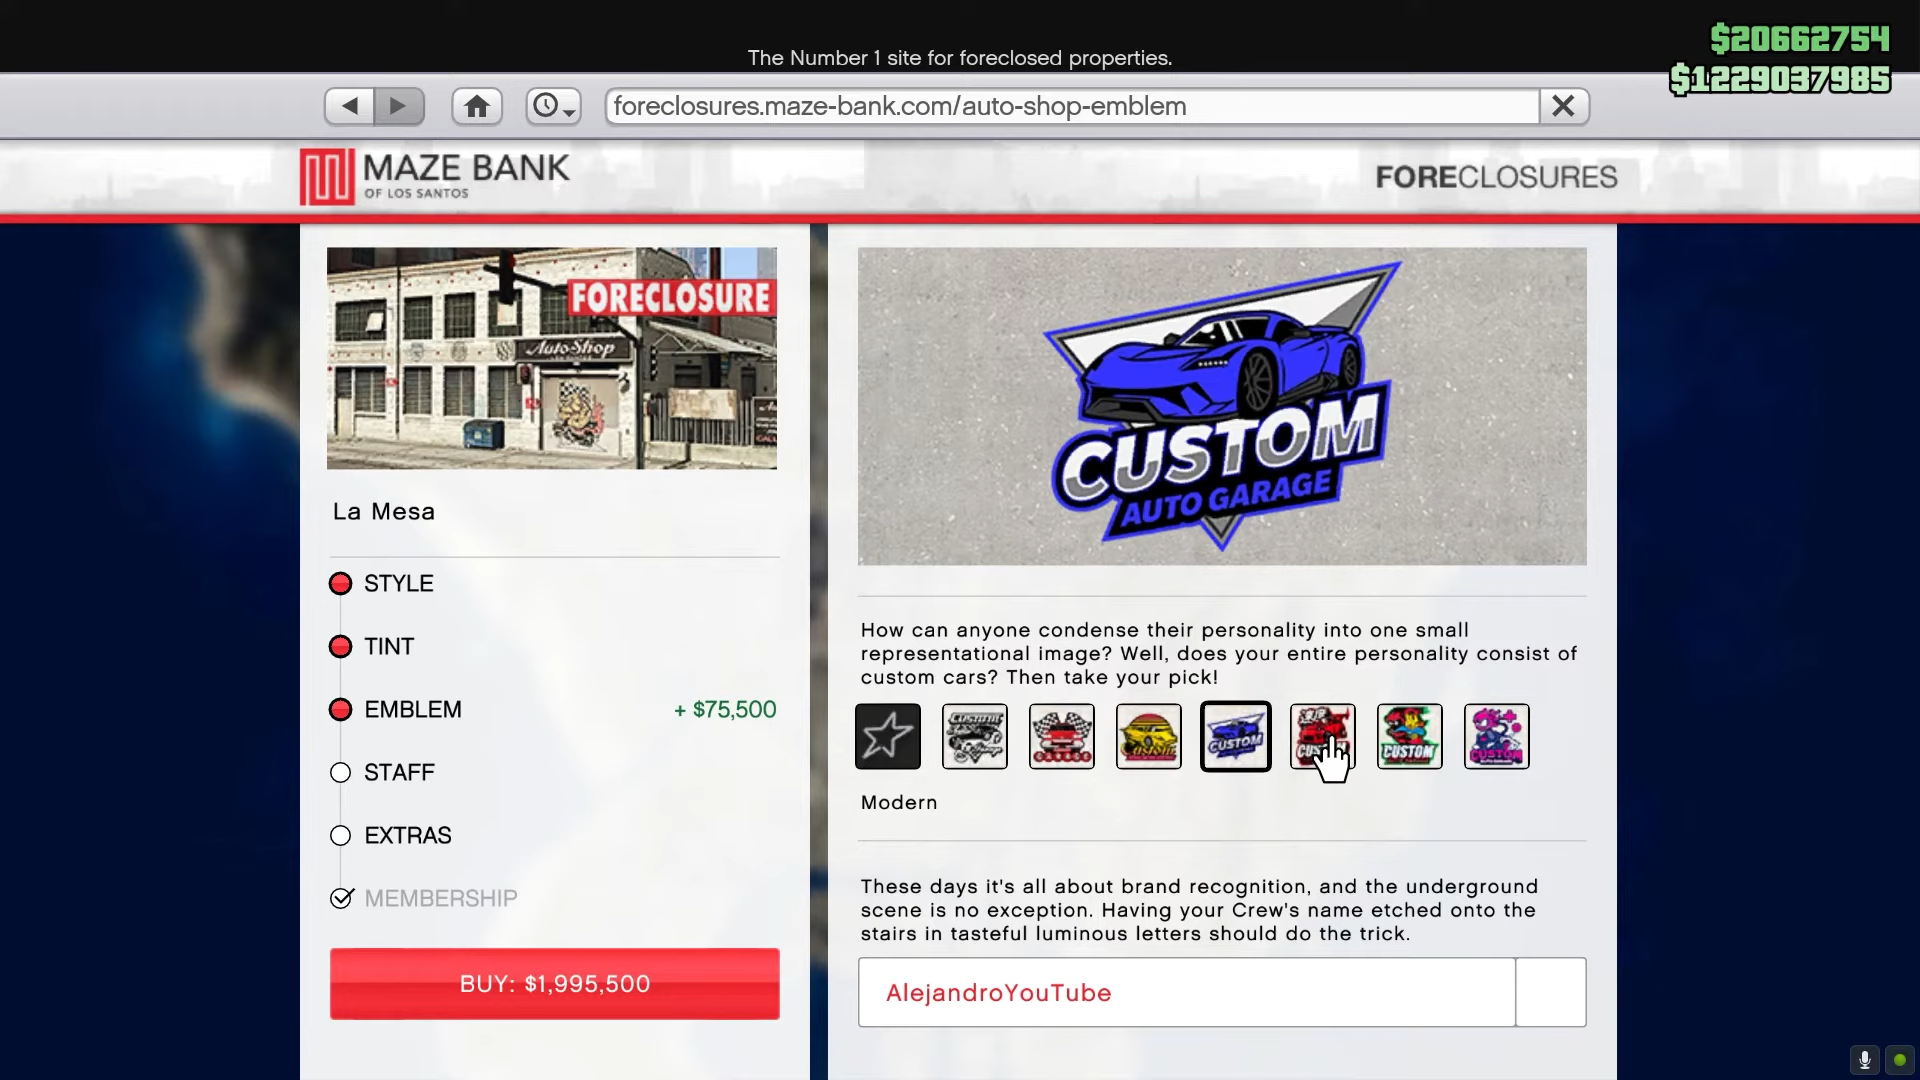 The Number 1 site for foreclosed properties.
$20662754
$1229037985
foreclosures.maze-bank.com/auto-shop-emblem
MAZE BANK
OF LOS SANTOS
FORECLOSURES
FORECLOSURE
Auto Shop
La Mesa
STYLE
TINT
EMBLEM + $75,500
STAFF
EXTRAS
MEMBERSHIP
BUY: $1,995,500
CUSTOM
AUTO GARAGE
How can anyone condense their personality into one small
representational image? Well, does your entire personality consist of
custom cars? Then take your pick!
CUSTOM
CUSTOM
CUSTOM
Modern
These days it's all about brand recognition, and the underground
scene is no exception. Having your Crew's name etched onto the
stairs in tasteful luminous letters should do the trick.
AlejandroYouTube